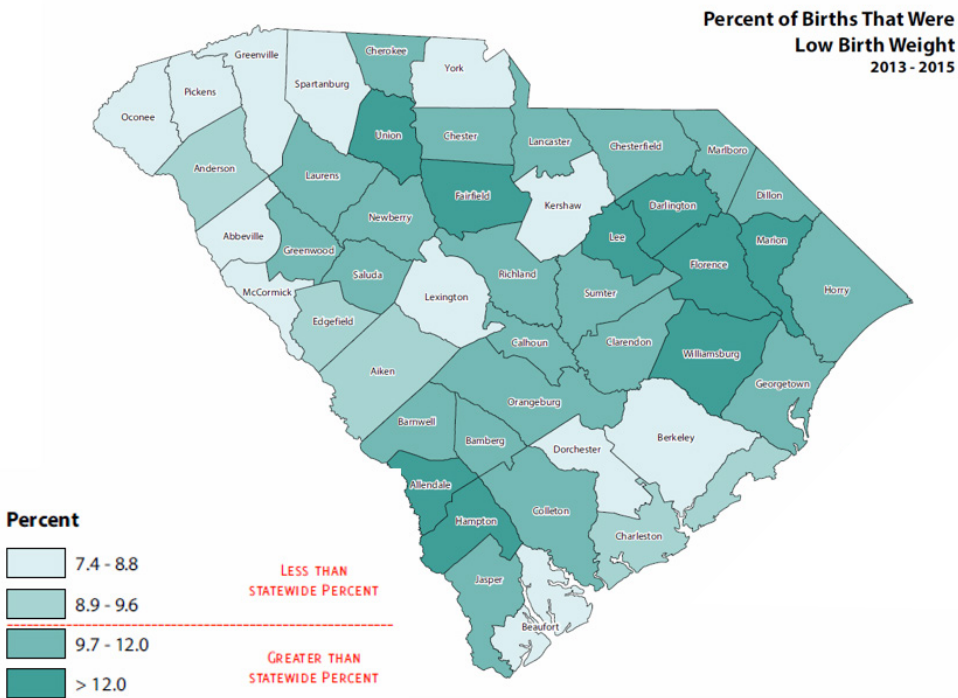 Percent of Births That Were
Low Birth Weight
2013 - 2015
Cherokee
Greenville
York
Spartanburg
Pickens
Oconee
Union
Chester
Lancaster
Chesterfield
Marlboro
Anderson
Laurens
Fairfield
Dillon
Kershaw
Darlington
Newberry
Abbeville
Lee
Marion
Greenwood
Florence
Saluda
Richland
McCormick
Lexington
Sumter
Horry
Edgefield
Calhoun
Clarendon
Williamsburg
Aiken
Georgetown
Orangeburg
Barnwell
Bamberg
Berkeley
Dorchester
Allendale
Colleton
Hampton
Charleston
Jasper
Beaufort
Percent
7.4 - 8.8
8.9 - 9.6
LESS THAN
STATEWIDE PERCENT
9.7 - 12.0
> 12.0
GREATER THAN
STATEWIDE PERCENT